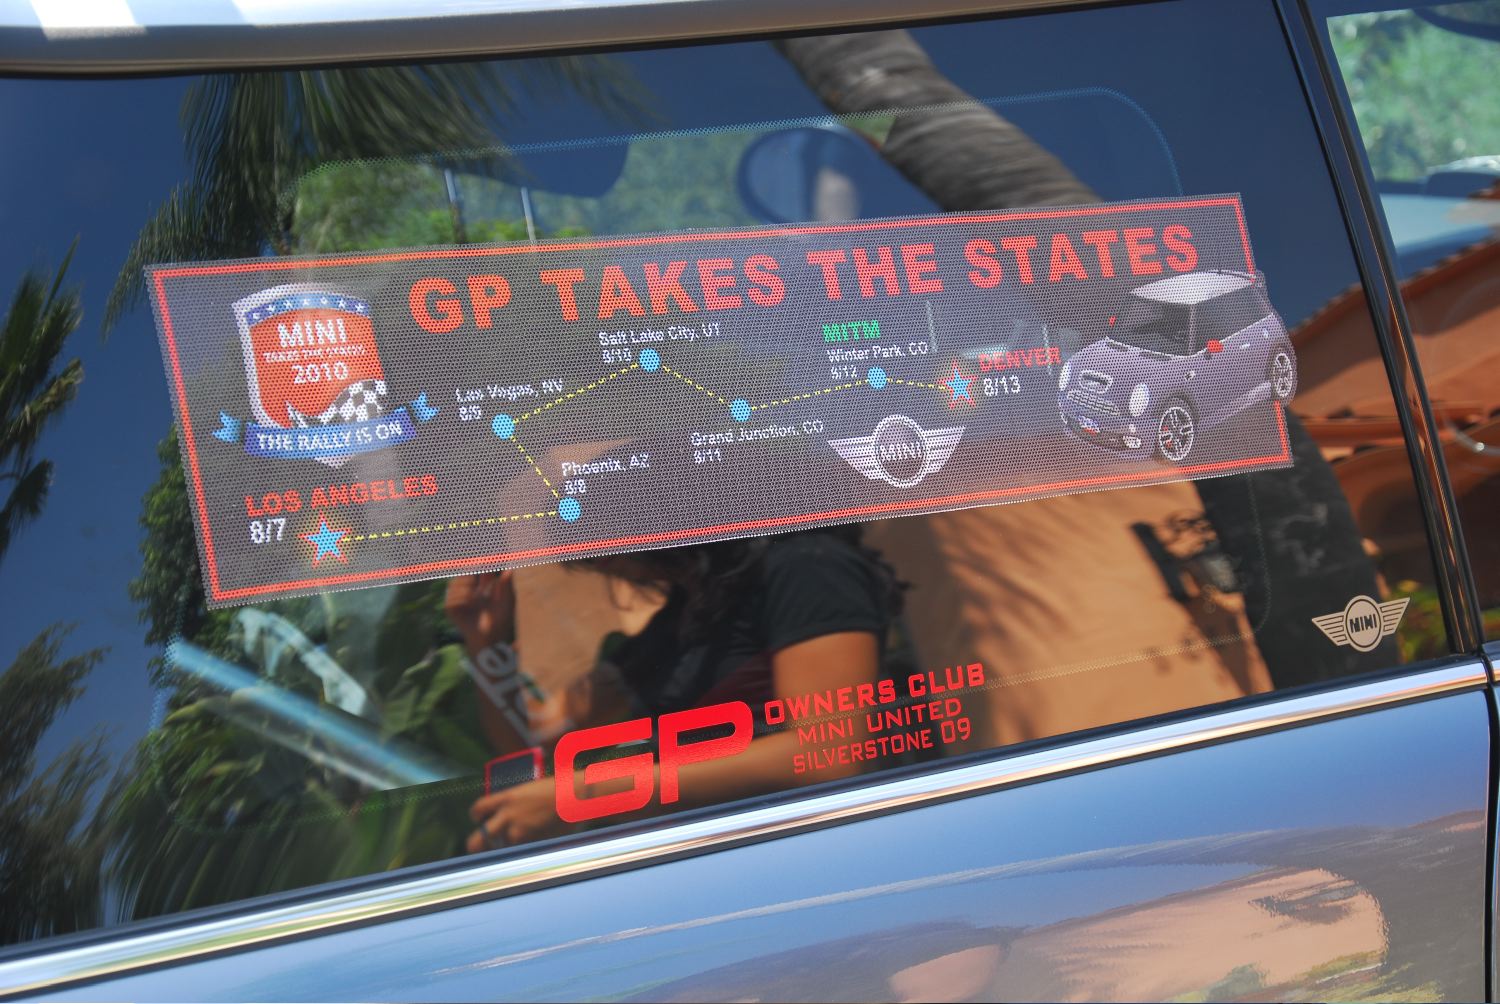 GP TAKES THE STATES
MINI
TAKES THE STATES
2010
THE RALLY IS ON
LOS ANGELES
8/7
Phoenix, AZ
8/8
Las Vegas, NV
8/9
Salt Lake City, UT
8/10
Grand Junction, CO
8/11
MITM
Winter Park, CO
8/12
DENVER
8/13
MINI
MINI
GP
OWNERS CLUB
MINI UNITED
SILVERSTONE 09